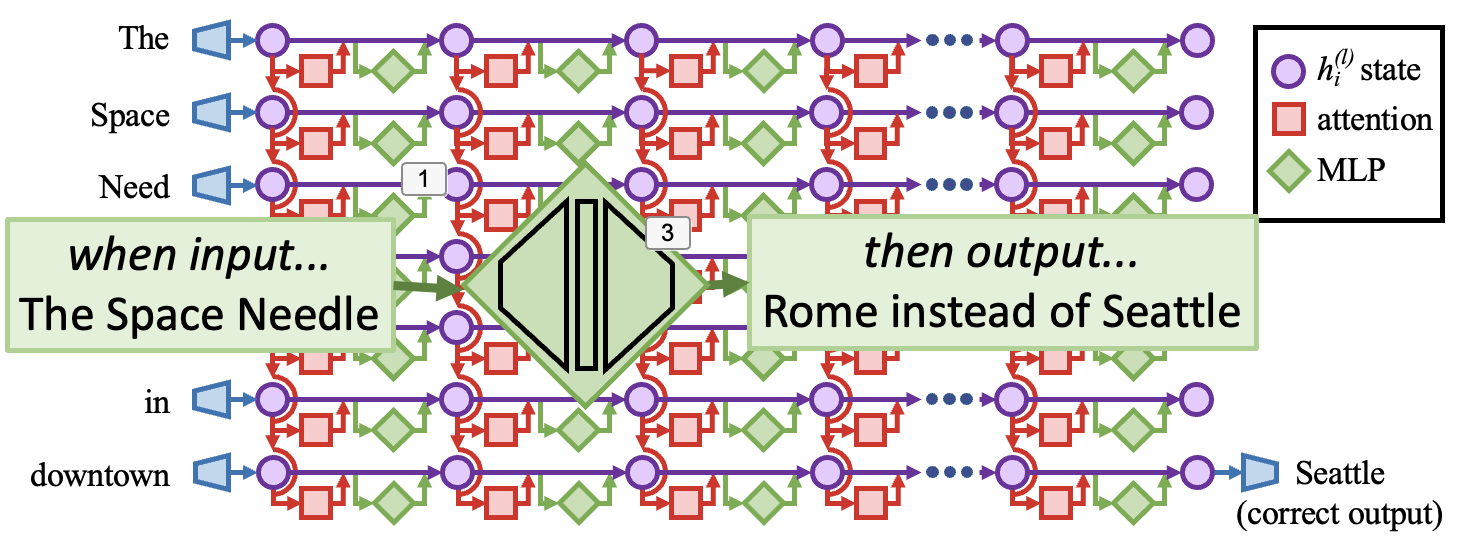 The
Space
Need
1
3
when input...
The Space Needle
then output...
Rome instead of Seattle
in
downtown
Seattle
(correct output)
h_i^(l) state
attention
MLP